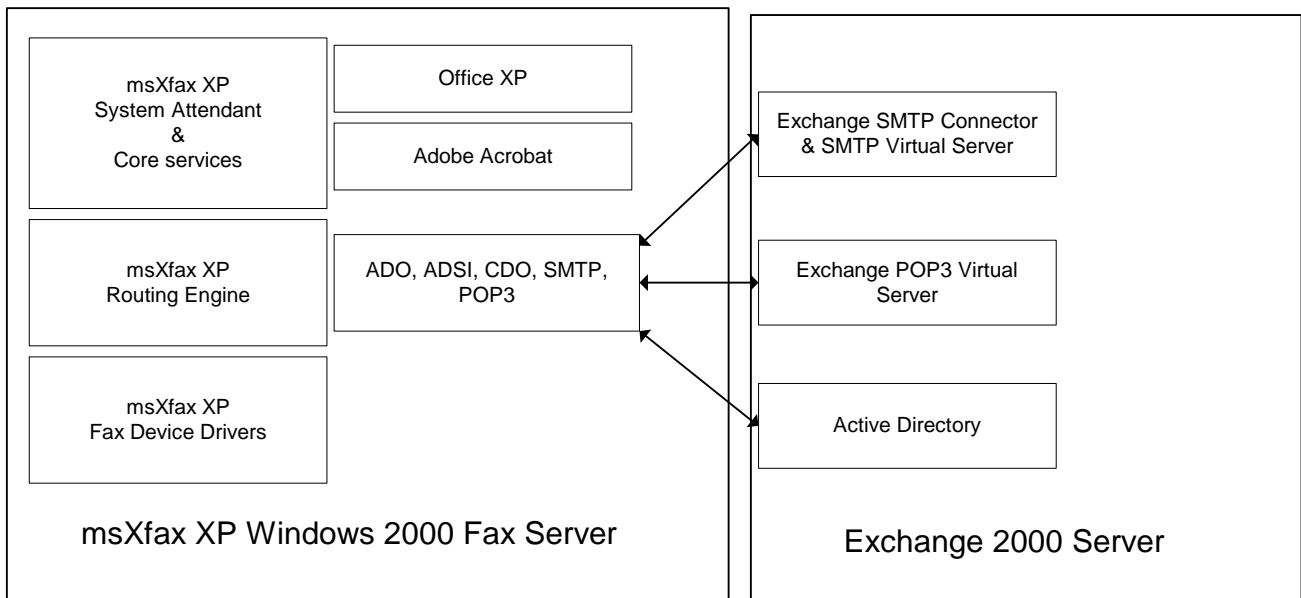 msXfax XP
System Attendant
&
Core services
Office XP
Adobe Acrobat
msXfax XP
Routing Engine
ADO, ADSI, CDO, SMTP,
POP3
msXfax XP
Fax Device Drivers
msXfax XP Windows 2000 Fax Server
Exchange SMTP Connector
& SMTP Virtual Server
Exchange POP3 Virtual
Server
Active Directory
Exchange 2000 Server